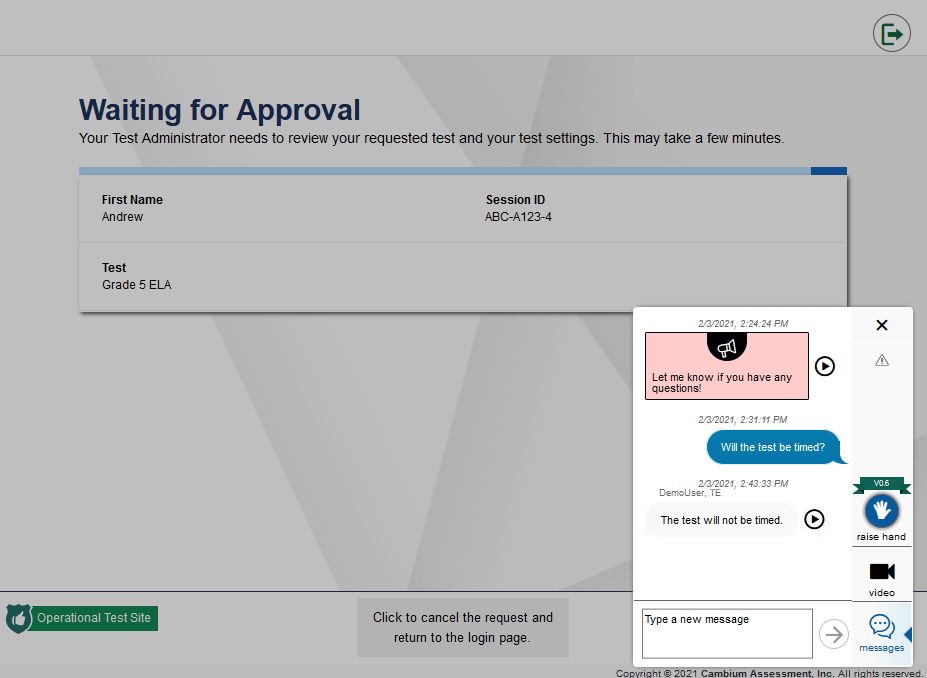 Waiting for Approval
Your Test Administrator needs to review your requested test and your test settings. This may take a few minutes.
First Name
Andrew
Session ID
ABC-A123-4
Test
Grade 5 ELA
2/3/2021, 2:24:24 PM
Let me know if you have any
questions!
2/3/2021, 2:31:11 PM
Will the test be timed?
2/3/2021, 2:43:33 PM
DemoUser, TE
The test will not be timed.
Type a new message
V0.6
raise hand
video
messages
Operational Test Site
Click to cancel the request and
return to the login page.
Copyright © 2021 Cambium Assessment, Inc. All rights reserved.